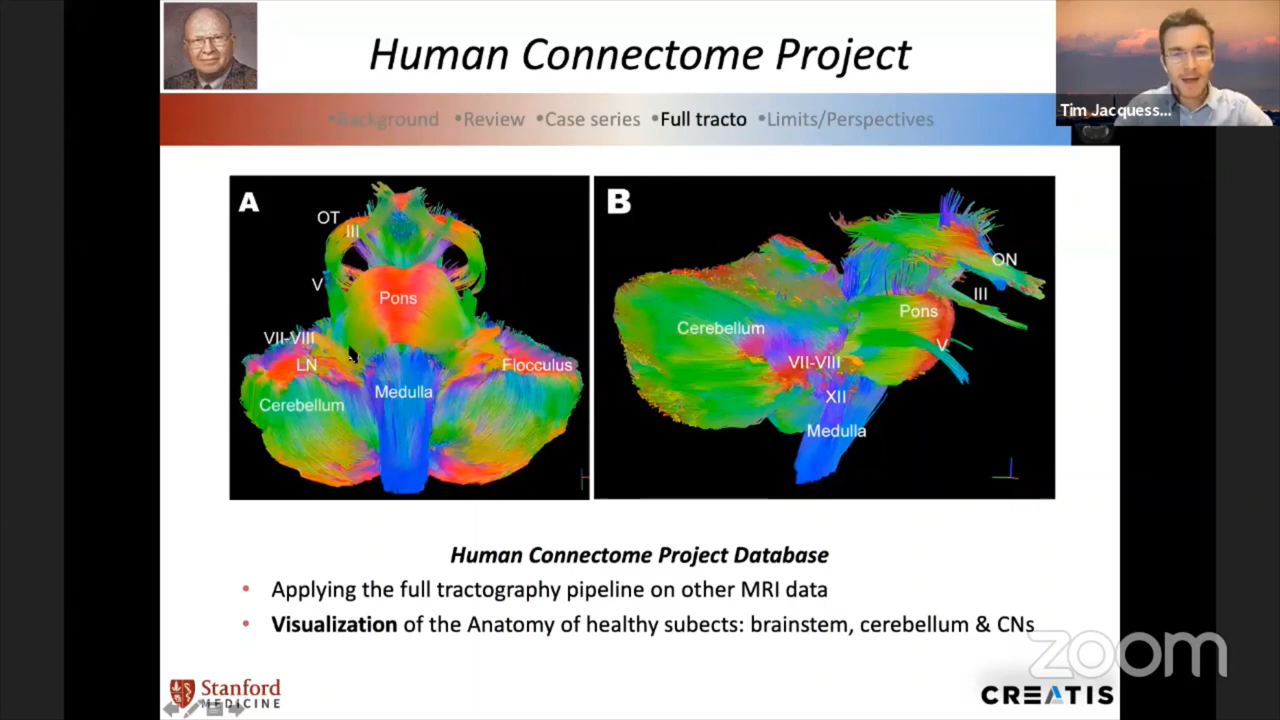 Human Connectome Project
•Background •Review •Case series •Full tracto •Limits/Perspectives
Tim Jacquess...
A
OT
III
V
Pons
VII-VIII
LN
Flocculus
Medulla
Cerebellum
B
ON
III
Pons
Cerebellum
V
VII-VIII
XII
Medulla
Human Connectome Project Database
• Applying the full tractography pipeline on other MRI data
• Visualization of the Anatomy of healthy subects: brainstem, cerebellum & CNs
zoom
Stanford
MEDICINE
CREATIS